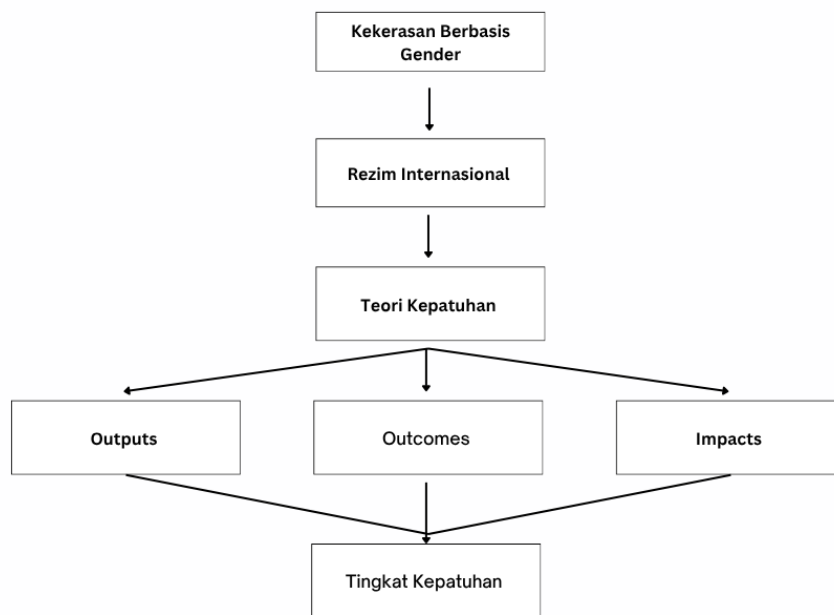 Kekerasan Berbasis
Gender
Rezim Internasional
Teori Kepatuhan
Outputs
Outcomes
Impacts
Tingkat Kepatuhan